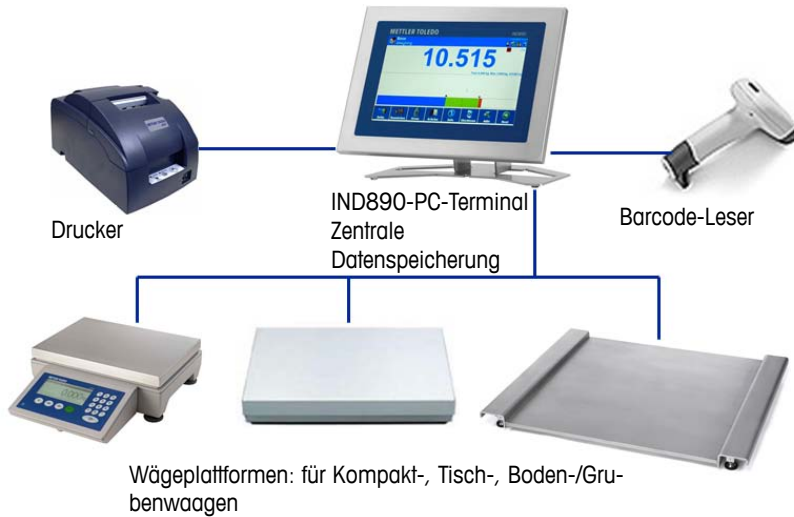 METTLER TOLEDO
10.515
Drucker
IND890-PC-Terminal
Zentrale
Datenspeicherung
Barcode-Leser
Wägeplattformen: für Kompakt-, Tisch-, Boden-/Gru-
benwaagen